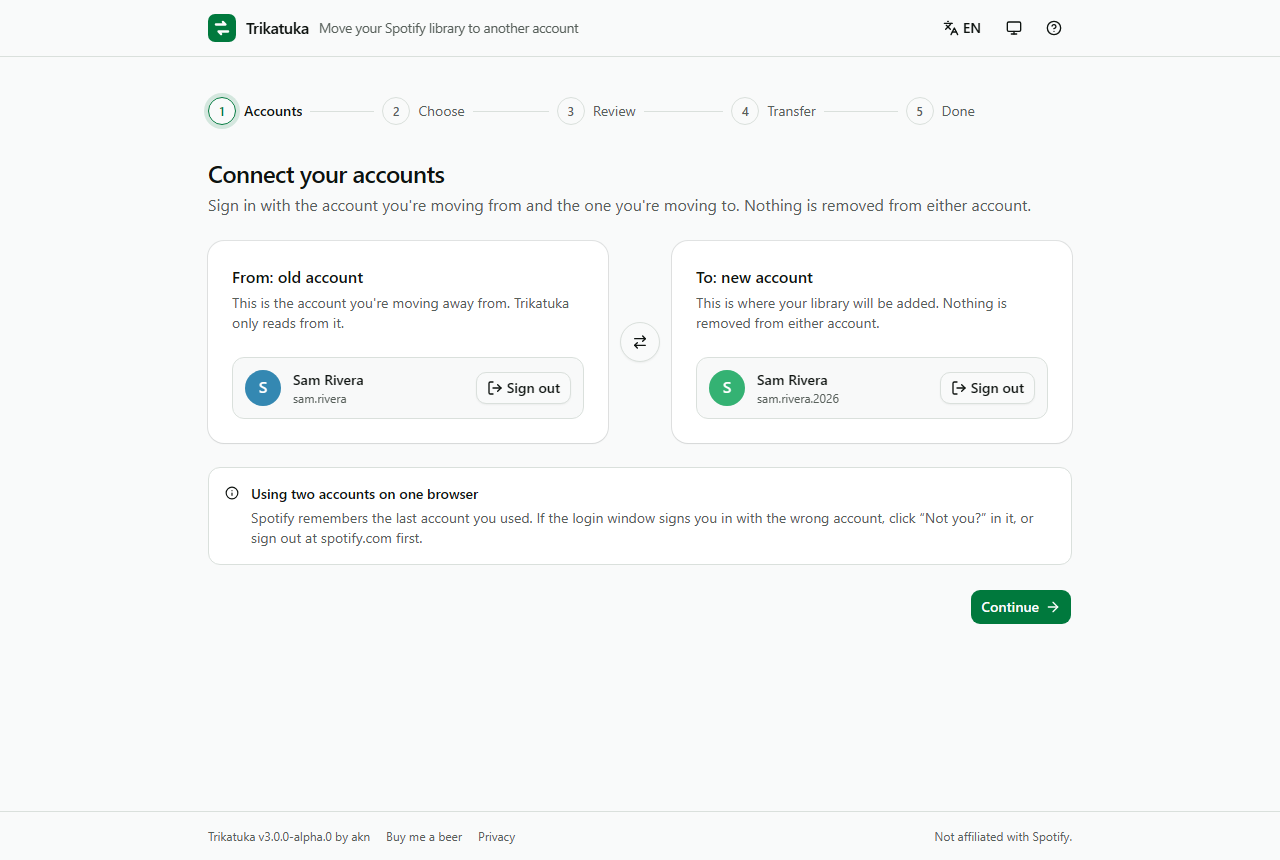 Trikatuka Move your Spotify library to another account EN
1 Accounts 2 Choose 3 Review 4 Transfer 5 Done
Connect your accounts
Sign in with the account you're moving from and the one you're moving to. Nothing is removed from either account.
From: old account
This is the account you're moving away from. Trikatuka
only reads from it.
S Sam Rivera
sam.rivera
Sign out
To: new account
This is where your library will be added. Nothing is
removed from either account.
S Sam Rivera
sam.rivera.2026
Sign out
Using two accounts on one browser
Spotify remembers the last account you used. If the login window signs you in with the wrong account, click “Not you?” in it, or
sign out at spotify.com first.
Continue
Trikatuka v3.0.0-alpha.0 by akn Buy me a beer Privacy Not affiliated with Spotify.